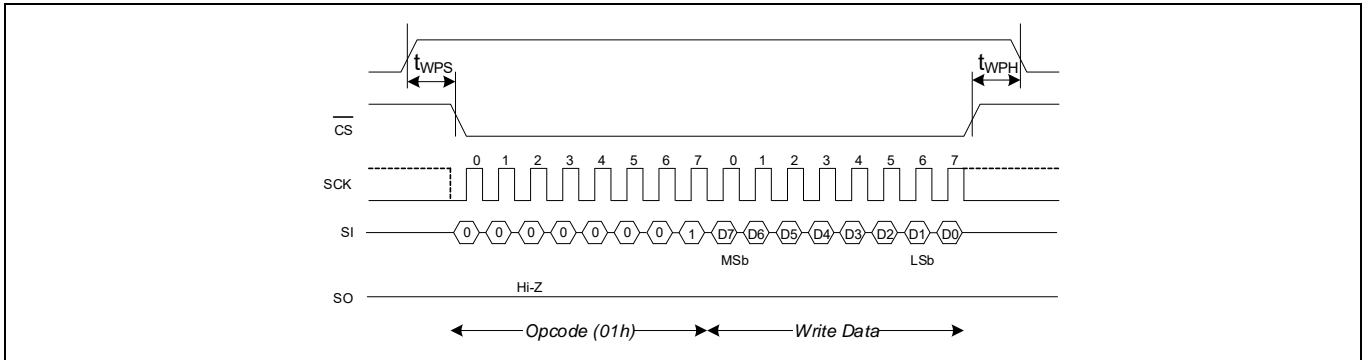 tWPS tWPH
CS
0 1 2 3 4 5 6 7 0 1 2 3 4 5 6 7
SCK
SI 0 0 0 0 0 0 0 1 D7 D6 D5 D4 D3 D2 D1 D0
MSb LSb
Hi-Z
SO
Opcode (01h) Write Data